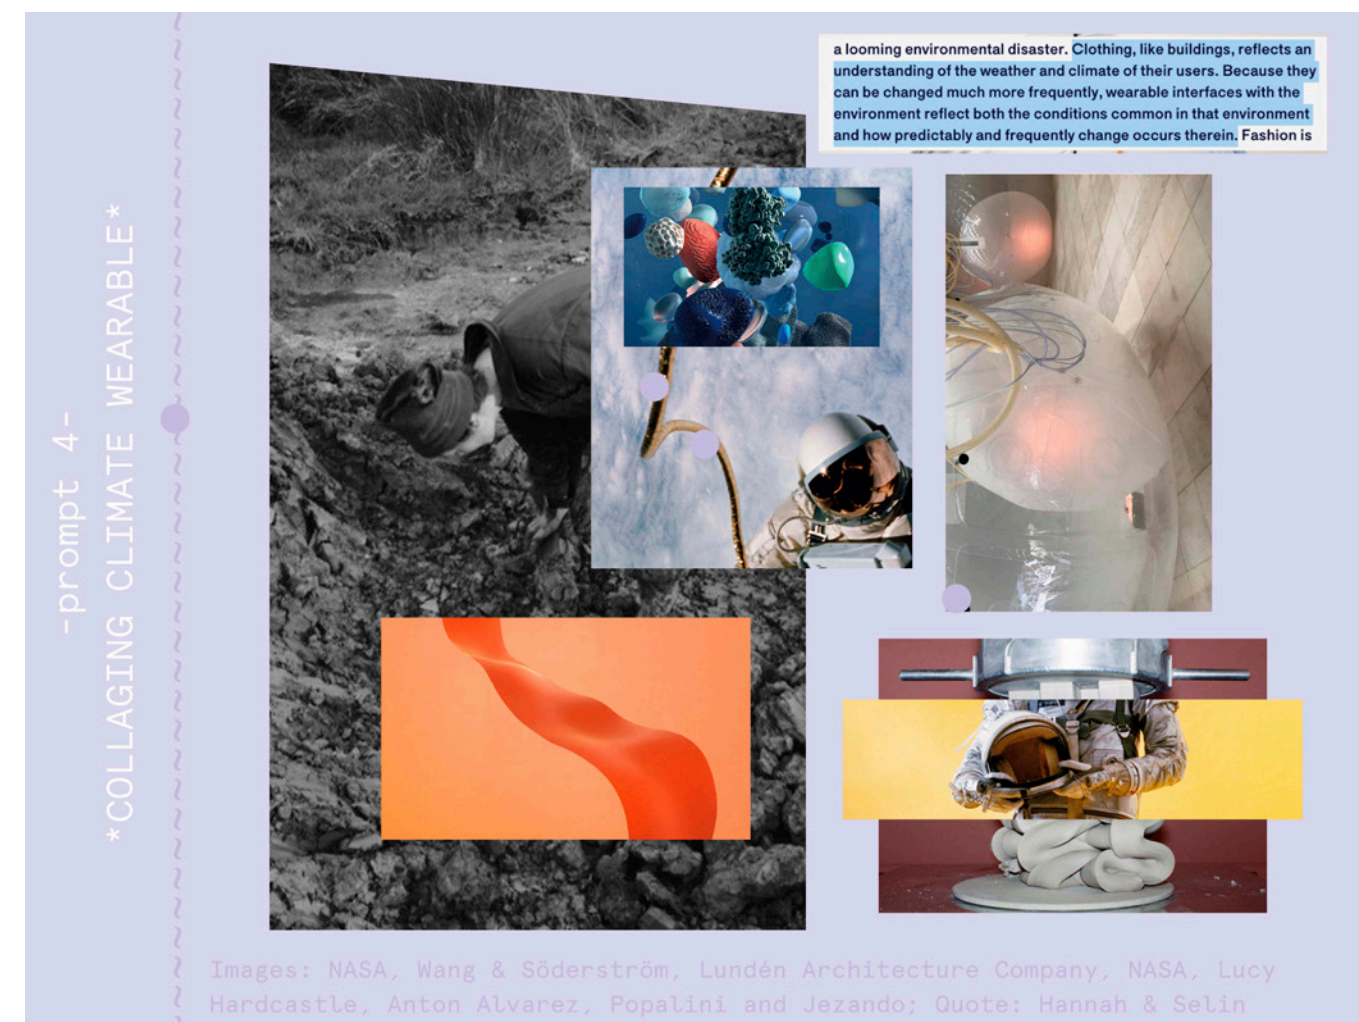 -prompt 4-
*COLLAGING CLIMATE WEARABLE*
a looming environmental disaster. Clothing, like buildings, reflects an
understanding of the weather and climate of their users. Because they
can be changed much more frequently, wearable interfaces with the
environment reflect both the conditions common in that environment
and how predictably and frequently change occurs therein. Fashion is
Images: NASA, Wang & Söderström, Lundén Architecture Company, NASA, Lucy
Hardcastle, Anton Alvarez, Popalini and Jezando; Quote: Hannah & Selin